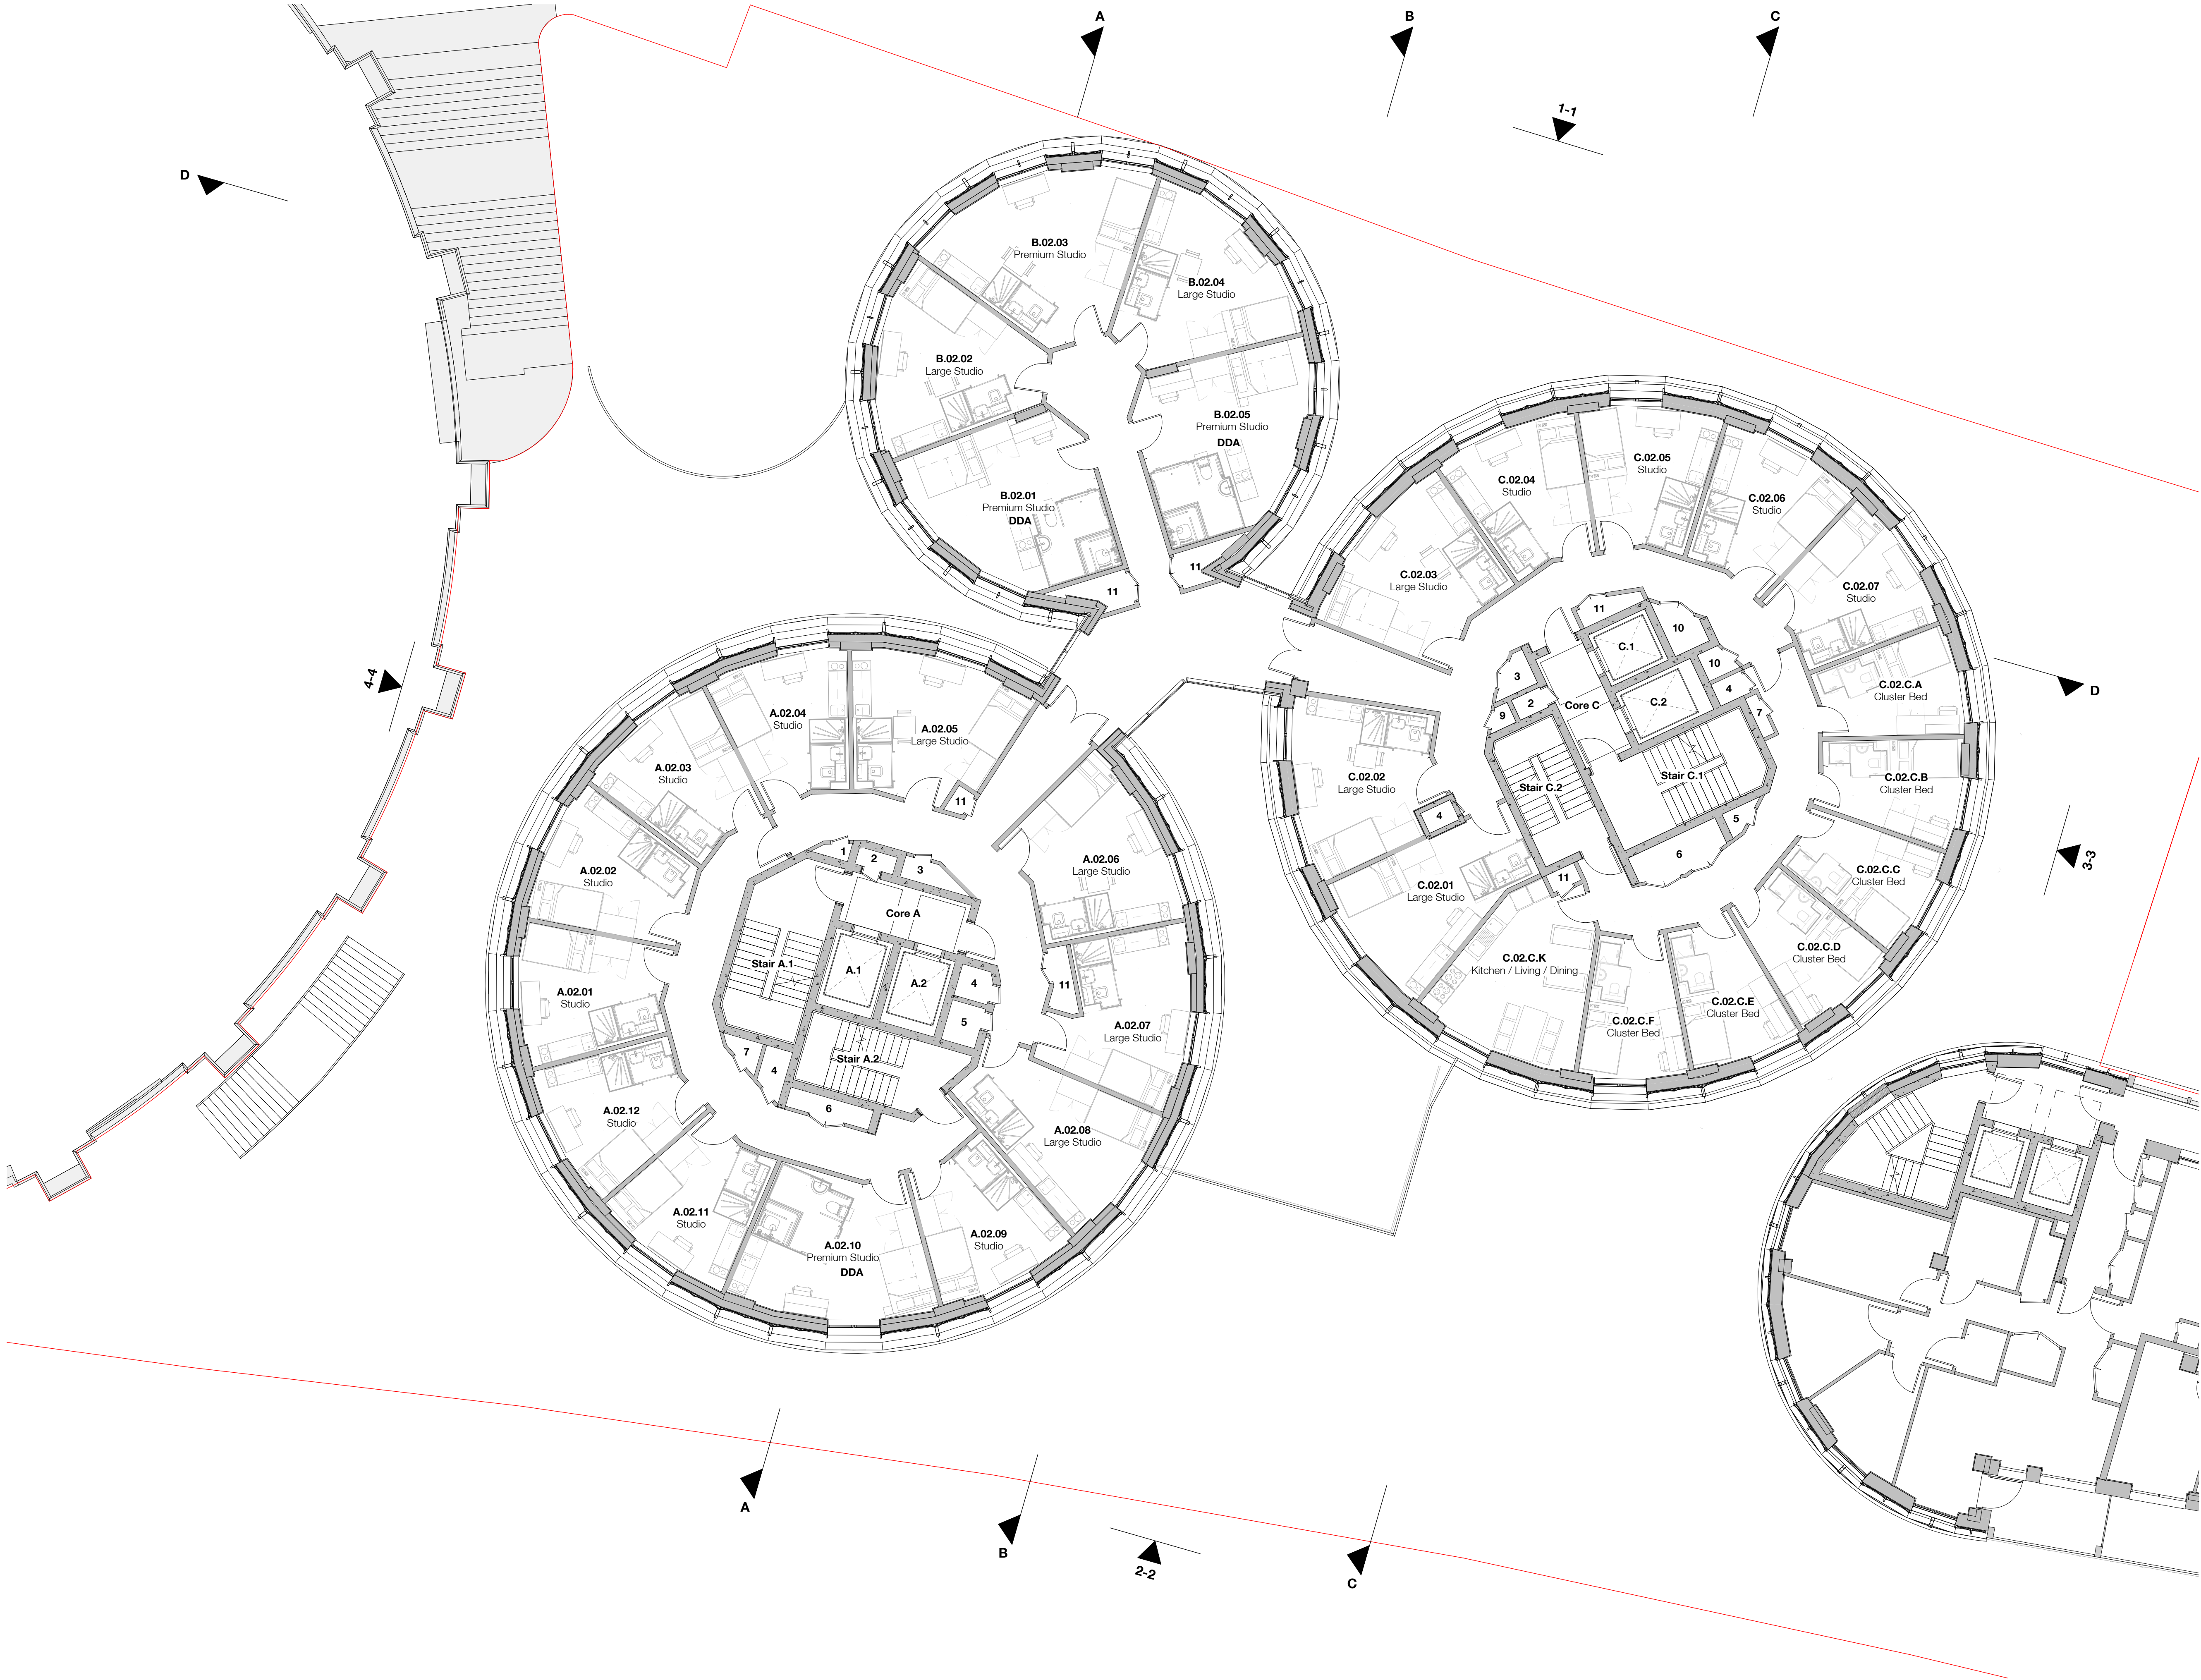 A
B
C
1-1
D
B.02.03
Premium Studio
B.02.04
Large Studio
B.02.02
Large Studio
B.02.05
Premium Studio
DDA
B.02.01
Premium Studio
DDA
11
11
C.02.03
Large Studio
C.02.04
Studio
C.02.05
Studio
C.02.06
Studio
C.02.07
Studio
C.02.C.A
Cluster Bed
C.02.C.B
Cluster Bed
C.02.C.C
Cluster Bed
C.02.C.D
Cluster Bed
C.02.C.E
Cluster Bed
C.02.C.F
Cluster Bed
C.02.C.K
Kitchen / Living / Dining
C.02.01
Large Studio
C.02.02
Large Studio
11
10
C.1
10
3
4
2
Core C
C.2
9
7
Stair C.1
Stair C.2
4
5
6
11
D
3-3
4-4
A.02.04
Studio
A.02.05
Large Studio
A.02.03
Studio
11
A.02.02
Studio
A.02.06
Large Studio
1
2
3
Core A
Stair A.1
A.1
A.2
4
11
A.02.01
Studio
5
A.02.07
Large Studio
7
4
Stair A.2
6
A.02.12
Studio
A.02.08
Large Studio
A.02.11
Studio
A.02.10
Premium Studio
DDA
A.02.09
Studio
A
B
2-2
C